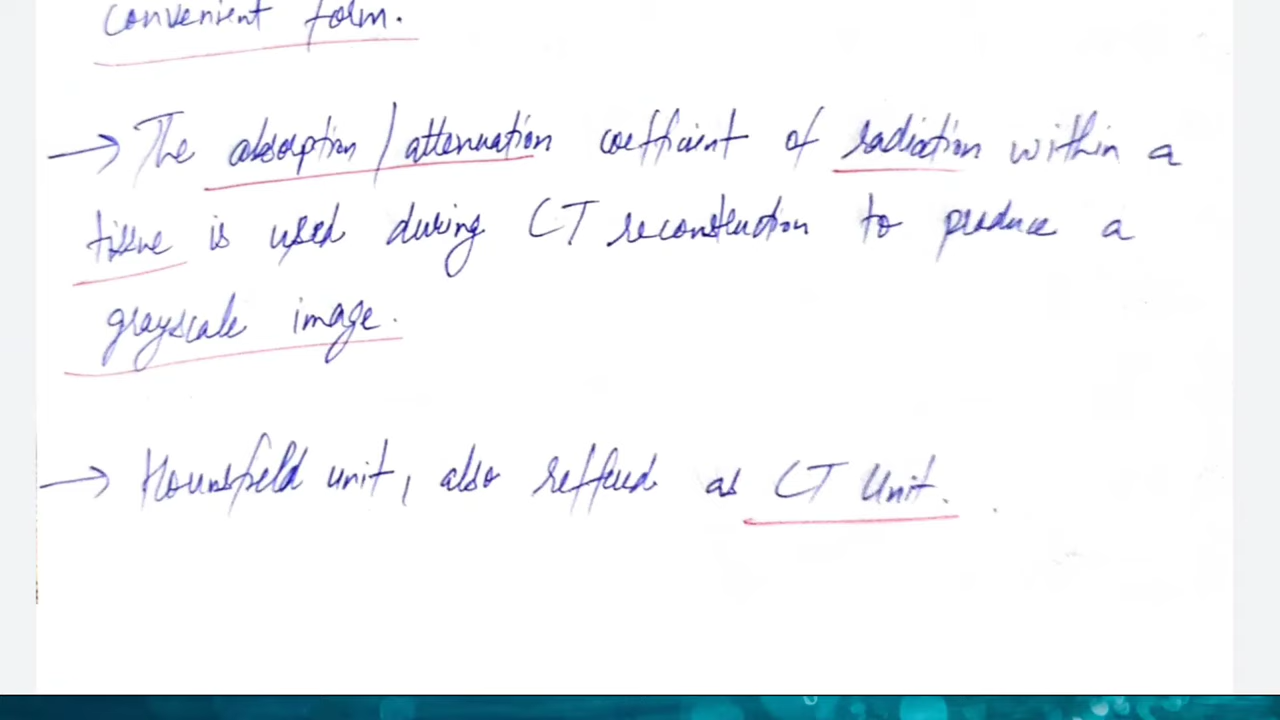 convenient form.
→ The absorption / attenuation coefficient of radiation within a
tissue is used during CT reconstruction to produce a
grayscale image.
→ Hounsfield unit, also reffered as CT Unit.